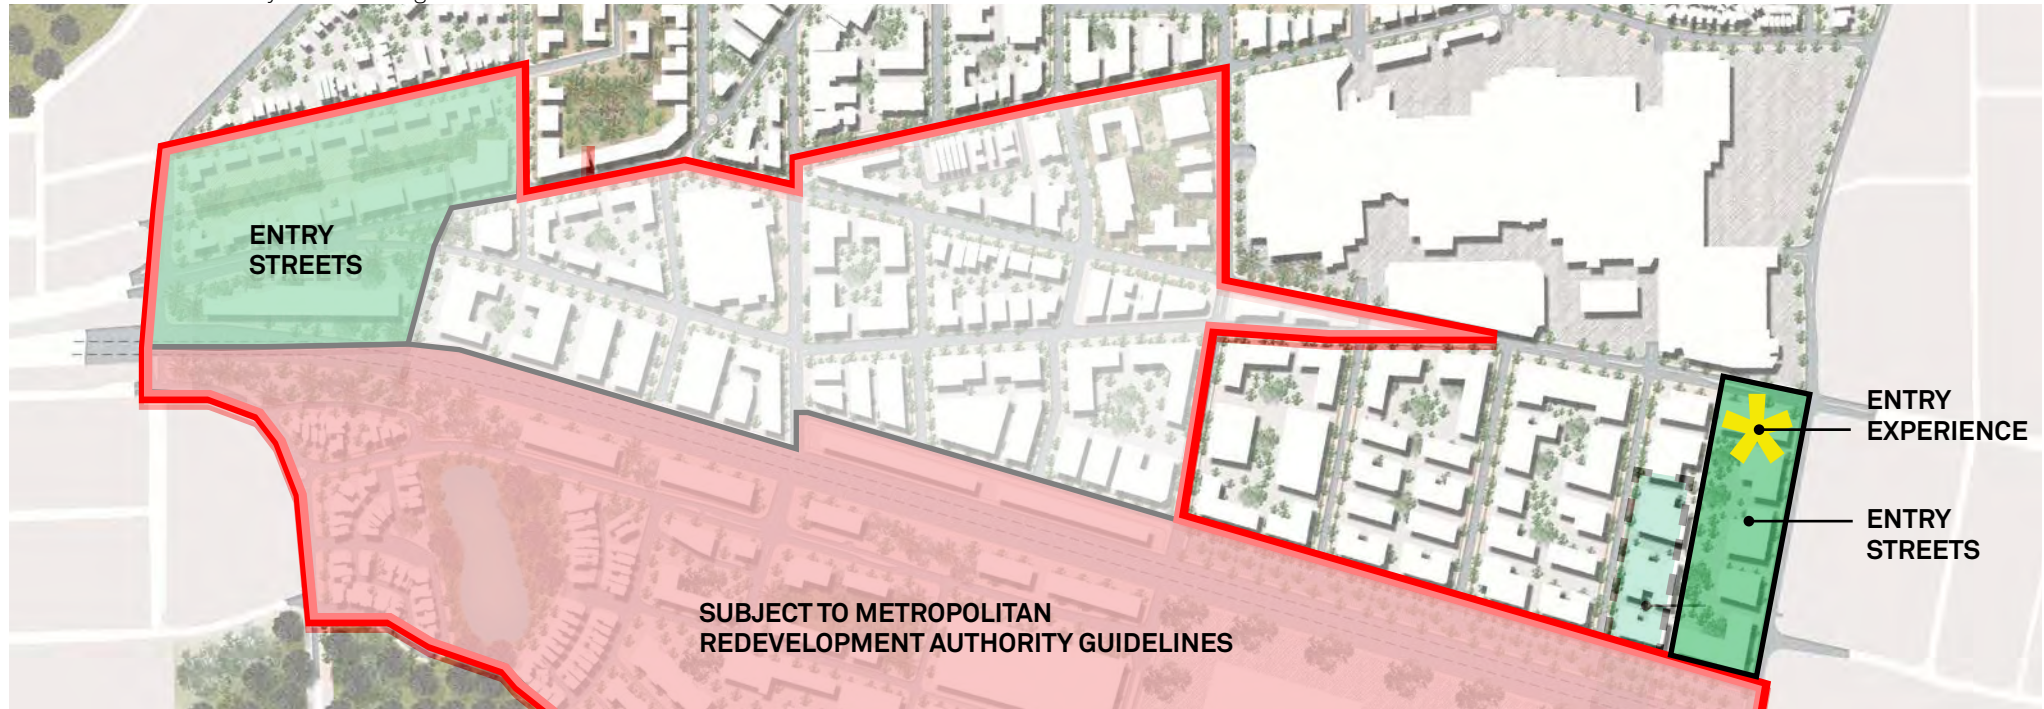 ENTRY
STREETS
ENTRY
EXPERIENCE
ENTRY
STREETS
SUBJECT TO METROPOLITAN
REDEVELOPMENT AUTHORITY GUIDELINES